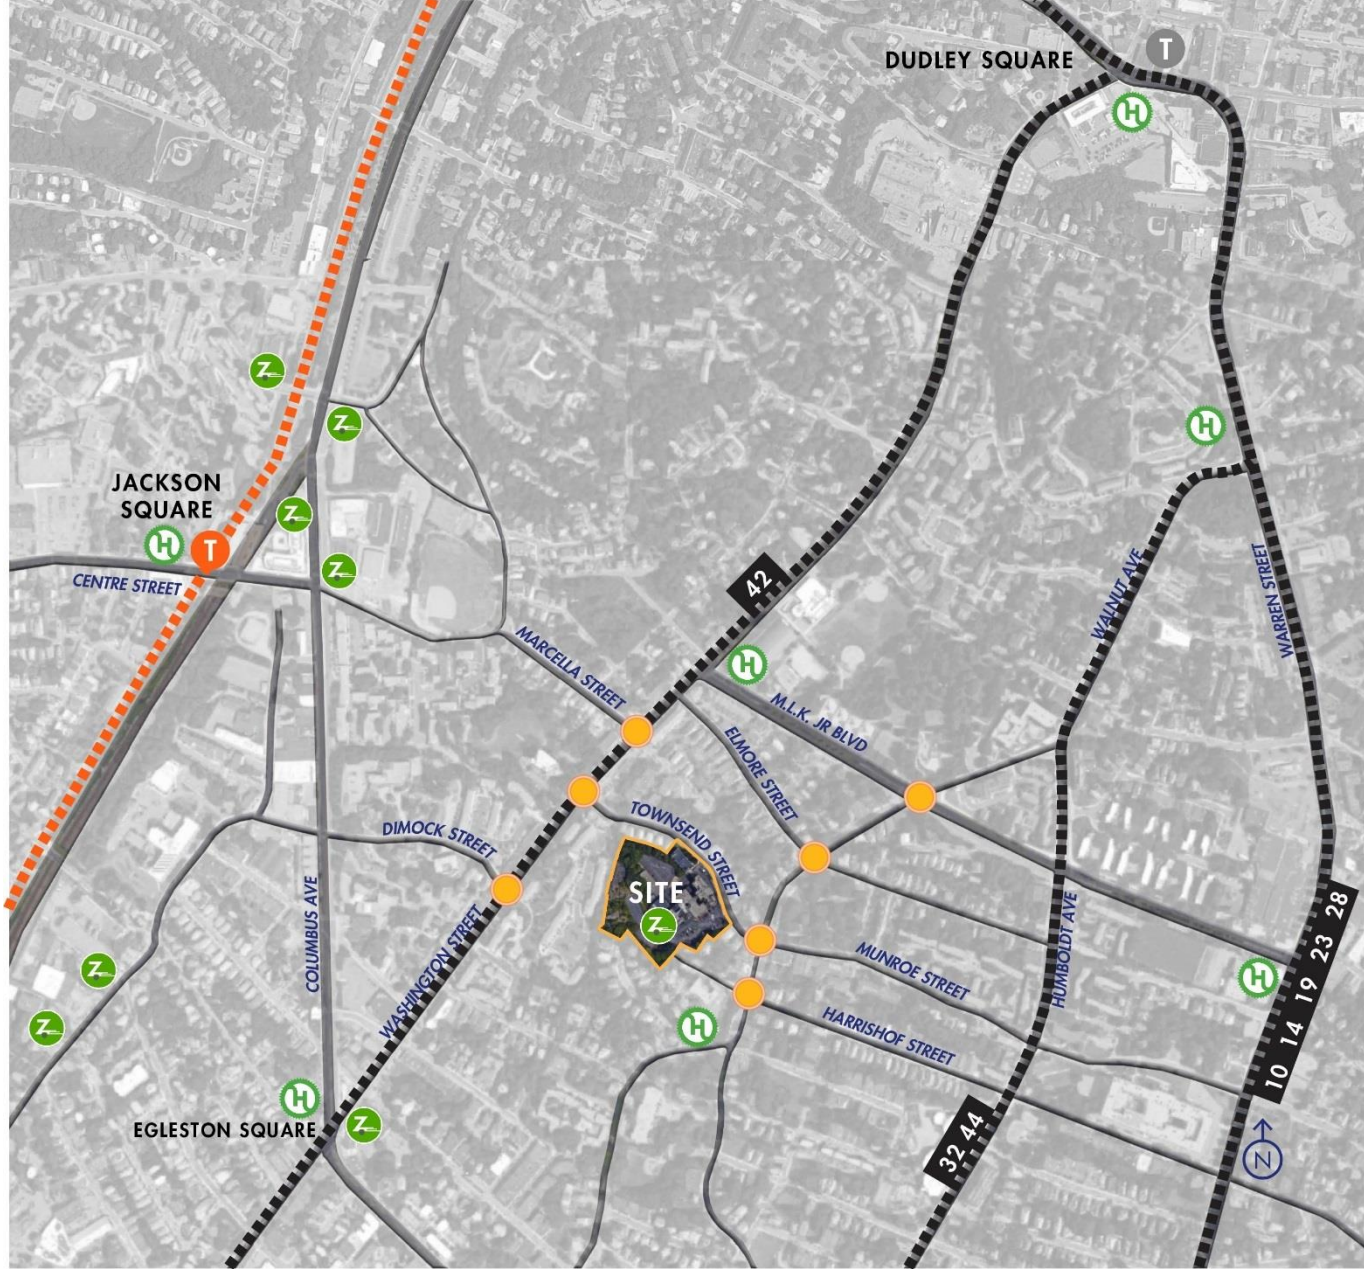 DUDLEY SQUARE
T
H
Z
H
Z
JACKSON
SQUARE
Z
H
T
CENTRE STREET
Z
42
WALNUT AVE
WARREN STREET
MARCELLA STREET
H
M.L.K. JR BLVD
ELMORE STREET
TOWNSEND STREET
DIMOCK STREET
SITE
Z
COLUMBUS AVE
WASHINGTON STREET
HUMBOLDT AVE
MUNROE STREET
HARRISHOF STREET
Z
Z
H
H
10 14 19 23 28
H
EGLESTON SQUARE
Z
32 44
N